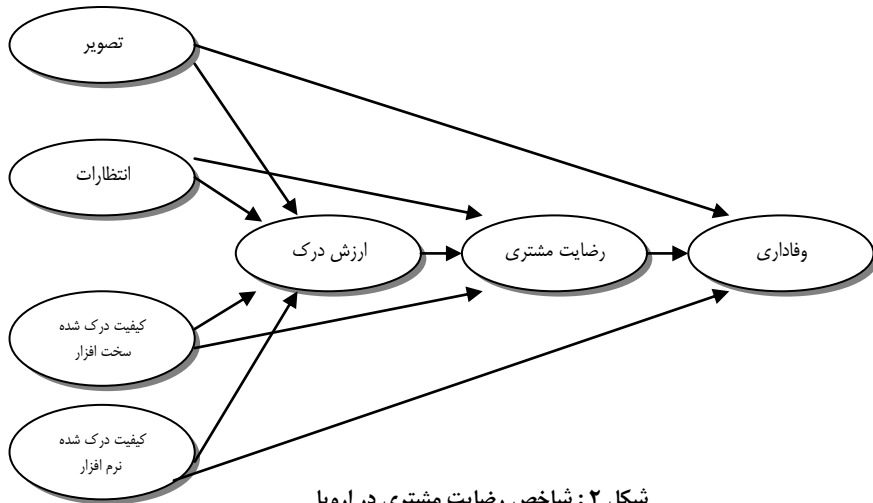 تصویر
انتظارات
ارزش درک
رضایت مشتری
وفاداری
کیفیت درک شده
سخت افزار
کیفیت درک شده
نرم افزار
شکل ۲ : شاخص رضایت مشتری در اروپا